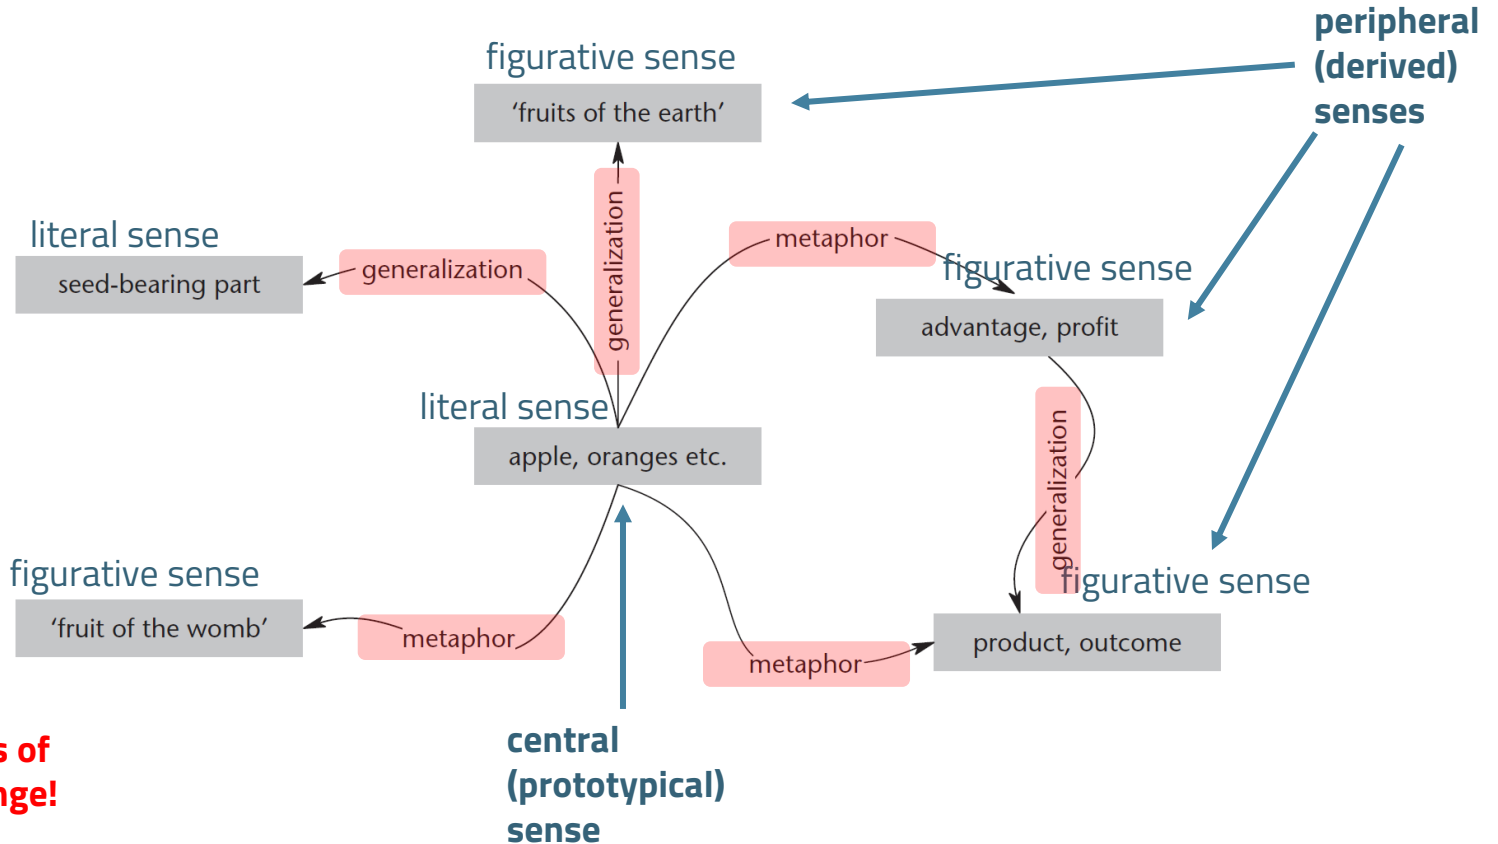 peripheral
(derived)
senses
figurative sense
‘fruits of the earth’
generalization
literal sense
seed-bearing part
generalization
metaphor
figurative sense
advantage, profit
generalization
literal sense
apple, oranges etc.
figurative sense
‘fruit of the womb’
metaphor
metaphor
figurative sense
product, outcome
central
(prototypical)
sense
of